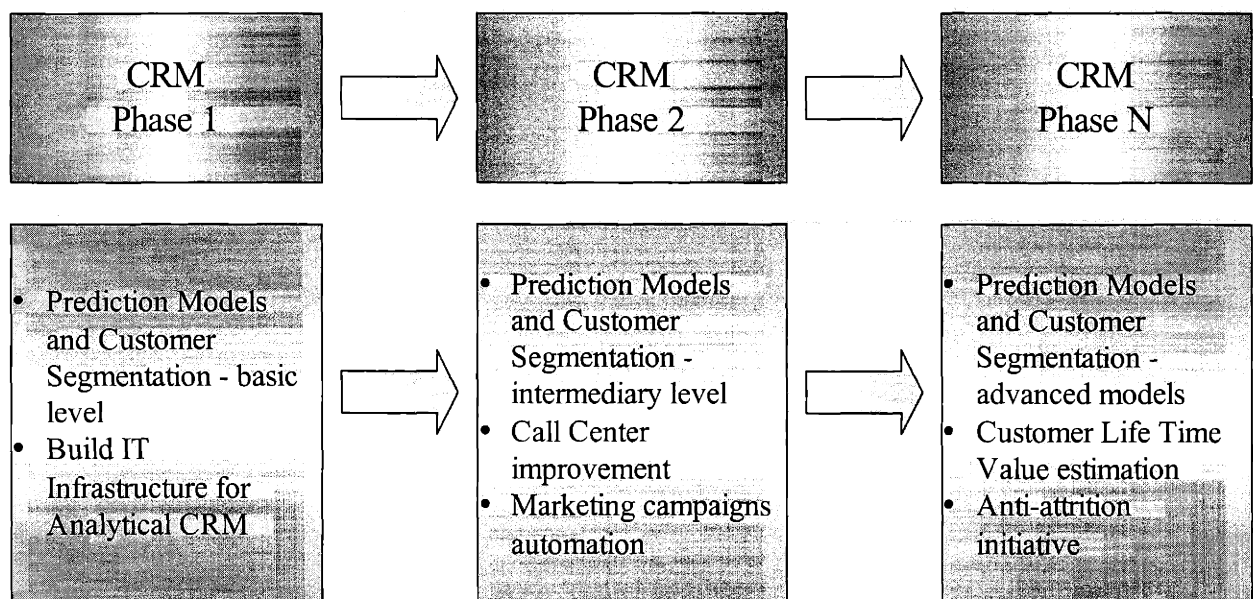 CRM
Phase 1
CRM
Phase 2
CRM
Phase N
• Prediction Models
and Customer
Segmentation - basic
level
• Build IT
Infrastructure for
Analytical CRM
• Prediction Models
and Customer
Segmentation -
intermediary level
• Call Center
improvement
• Marketing campaigns
automation
• Prediction Models
and Customer
Segmentation -
advanced models
• Customer Life Time
Value estimation
• Anti-attrition
initiative